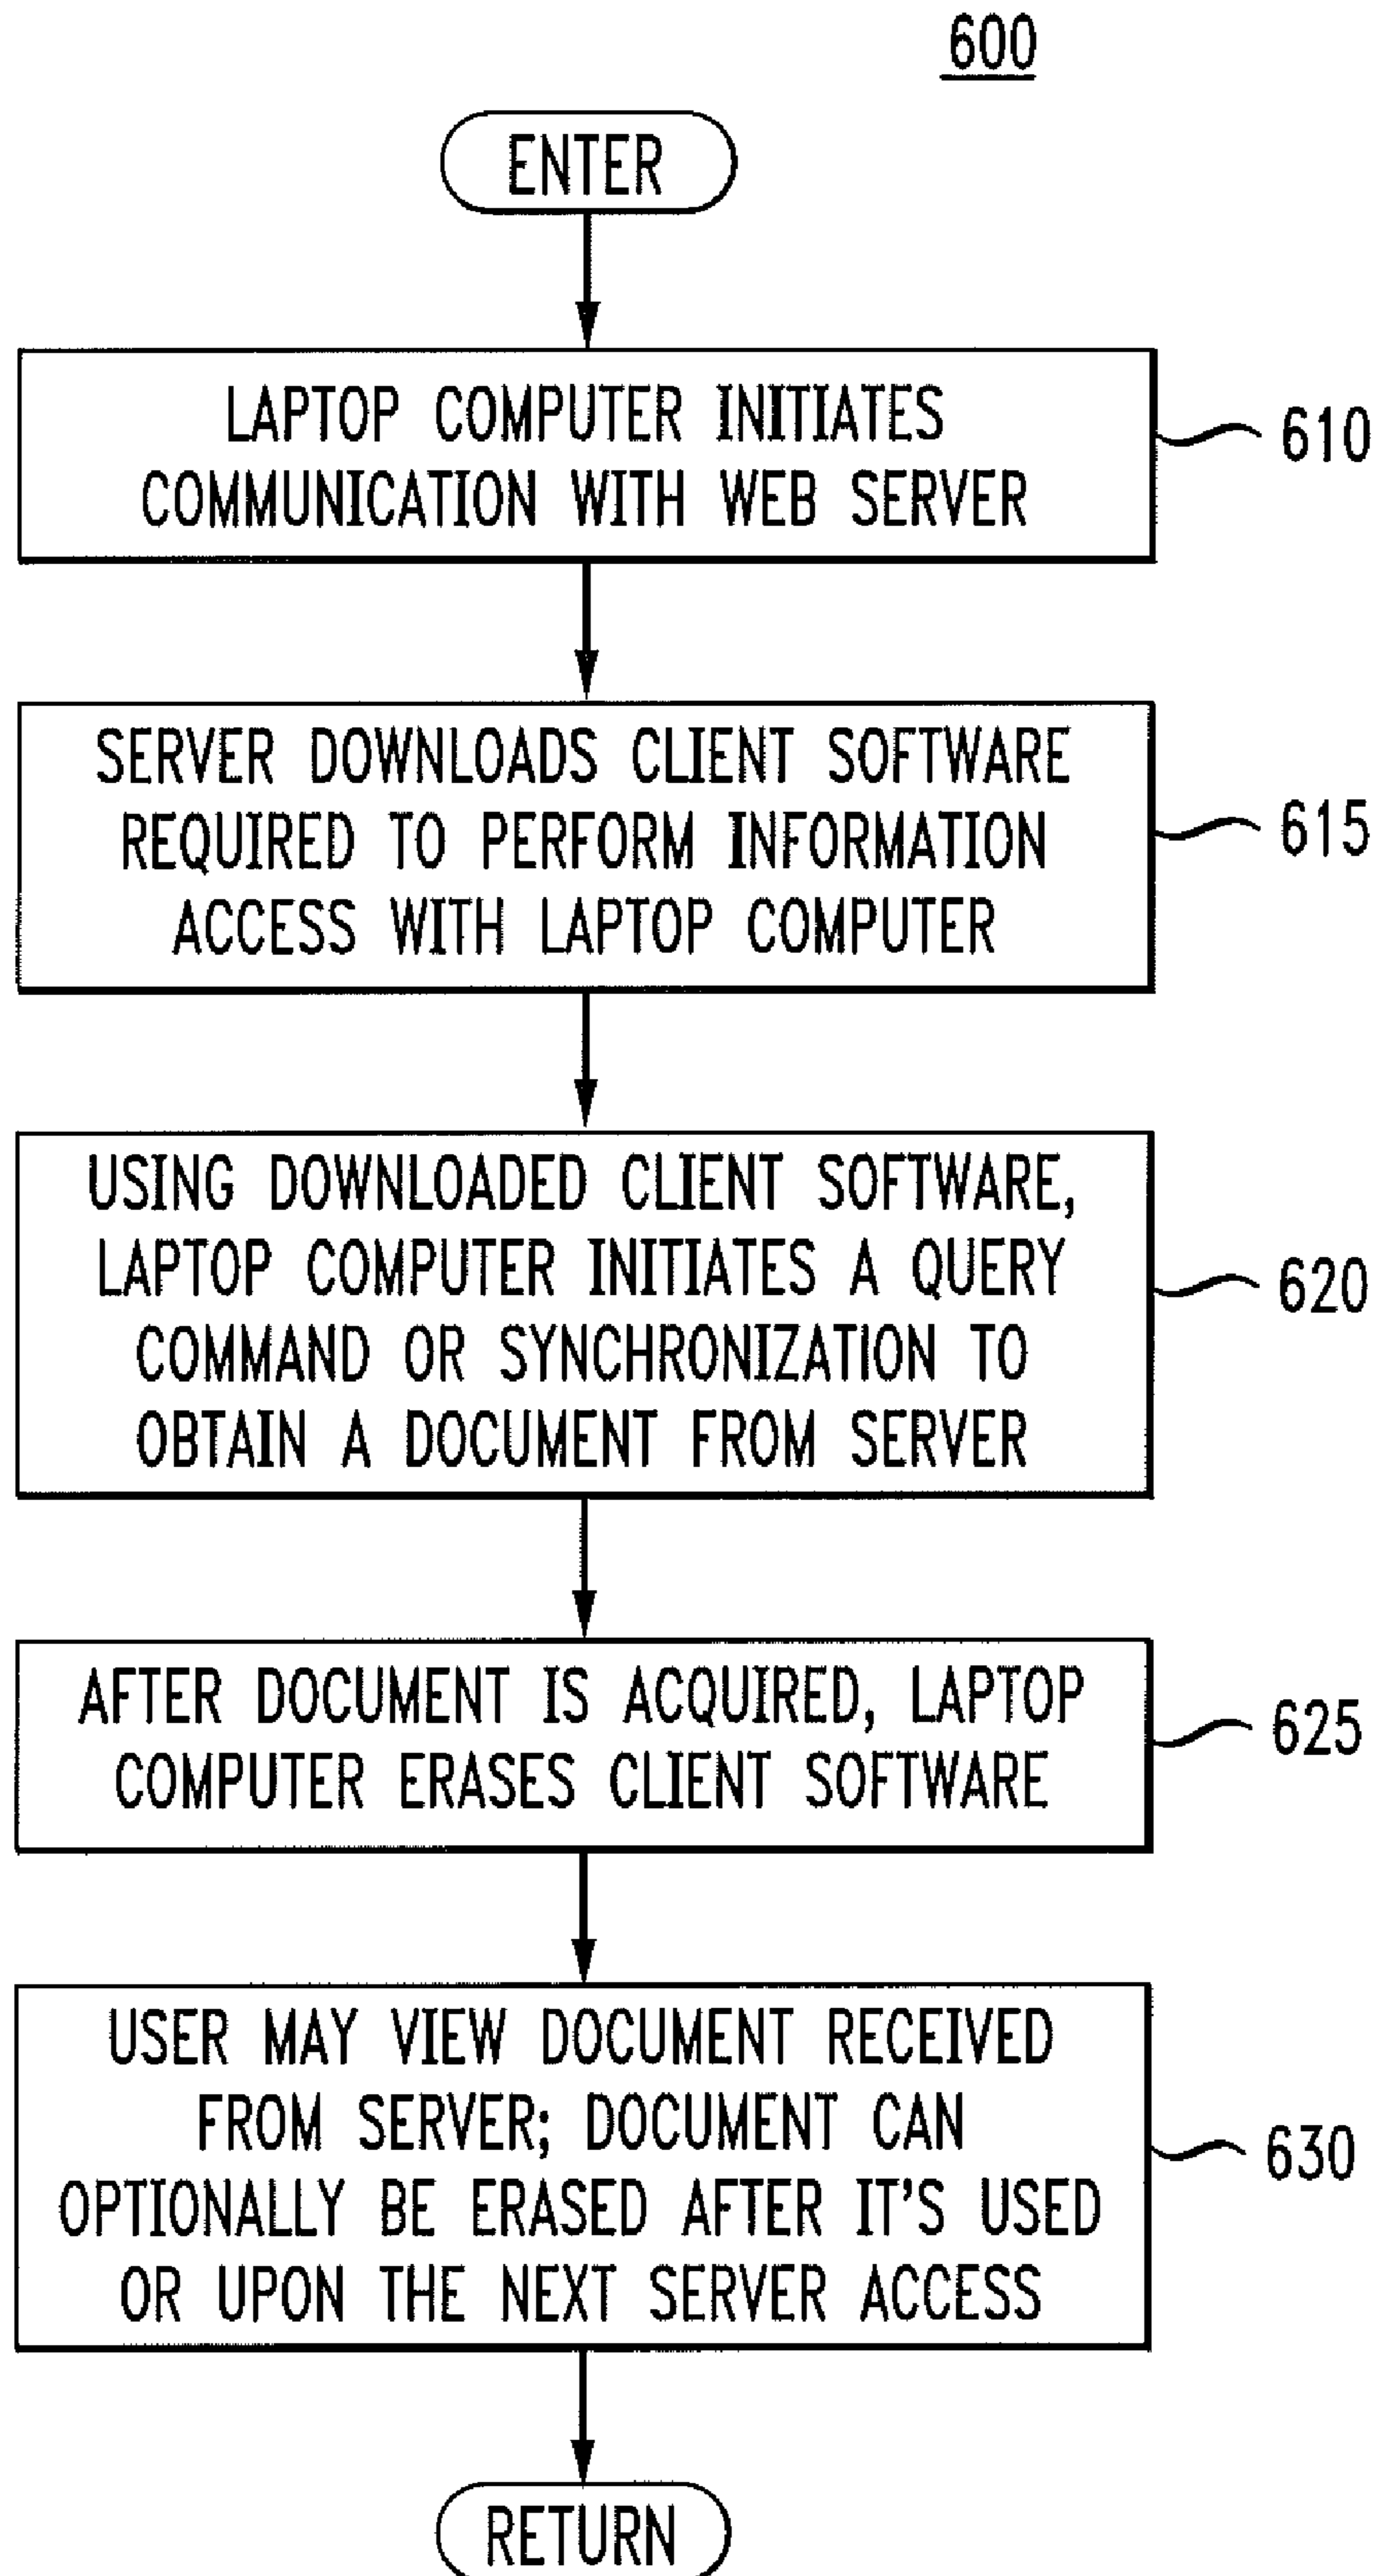 600
ENTER
LAPTOP COMPUTER INITIATES
COMMUNICATION WITH WEB SERVER
610
SERVER DOWNLOADS CLIENT SOFTWARE
REQUIRED TO PERFORM INFORMATION
ACCESS WITH LAPTOP COMPUTER
615
USING DOWNLOADED CLIENT SOFTWARE,
LAPTOP COMPUTER INITIATES A QUERY
COMMAND OR SYNCHRONIZATION TO
OBTAIN A DOCUMENT FROM SERVER
620
AFTER DOCUMENT IS ACQUIRED, LAPTOP
COMPUTER ERASES CLIENT SOFTWARE
625
USER MAY VIEW DOCUMENT RECEIVED
FROM SERVER; DOCUMENT CAN
OPTIONALLY BE ERASED AFTER IT'S USED
OR UPON THE NEXT SERVER ACCESS
630
RETURN